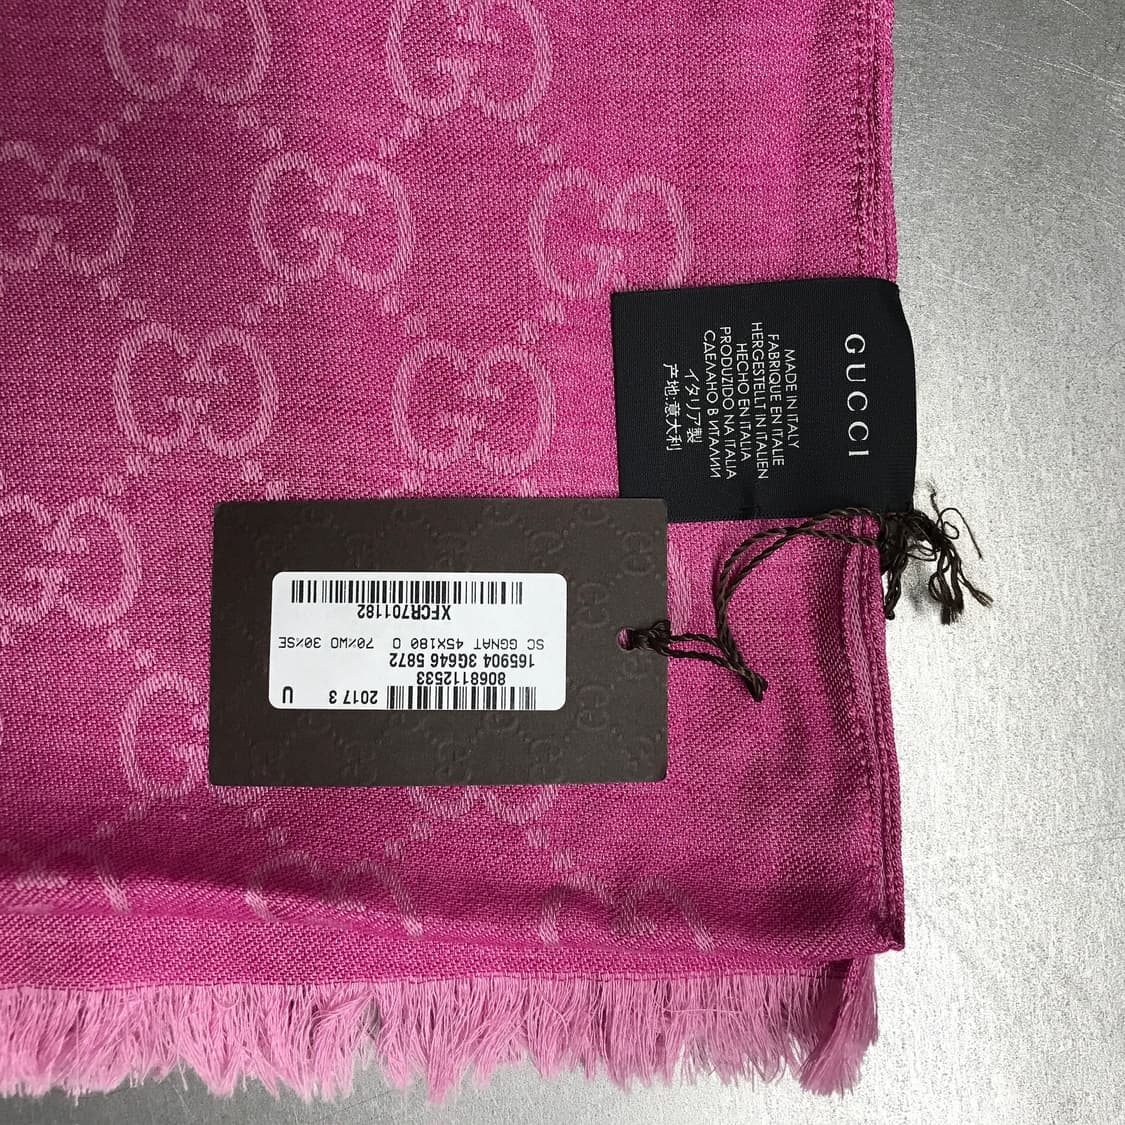 GUCCI
MADE IN ITALY
FABRIQUE EN ITALIE
HERGESTELLT IN ITALIEN
HECHO EN ITALIA
PRODUZIDO NA ITALIA
СДЕЛАНО В ИТАЛИИ
イタリア製
产地:意大利
U 2017 3
8068112533
165904 3G646 5872
SC GGNAT 45X180 O 70%WO 30%SE
XFCR701182